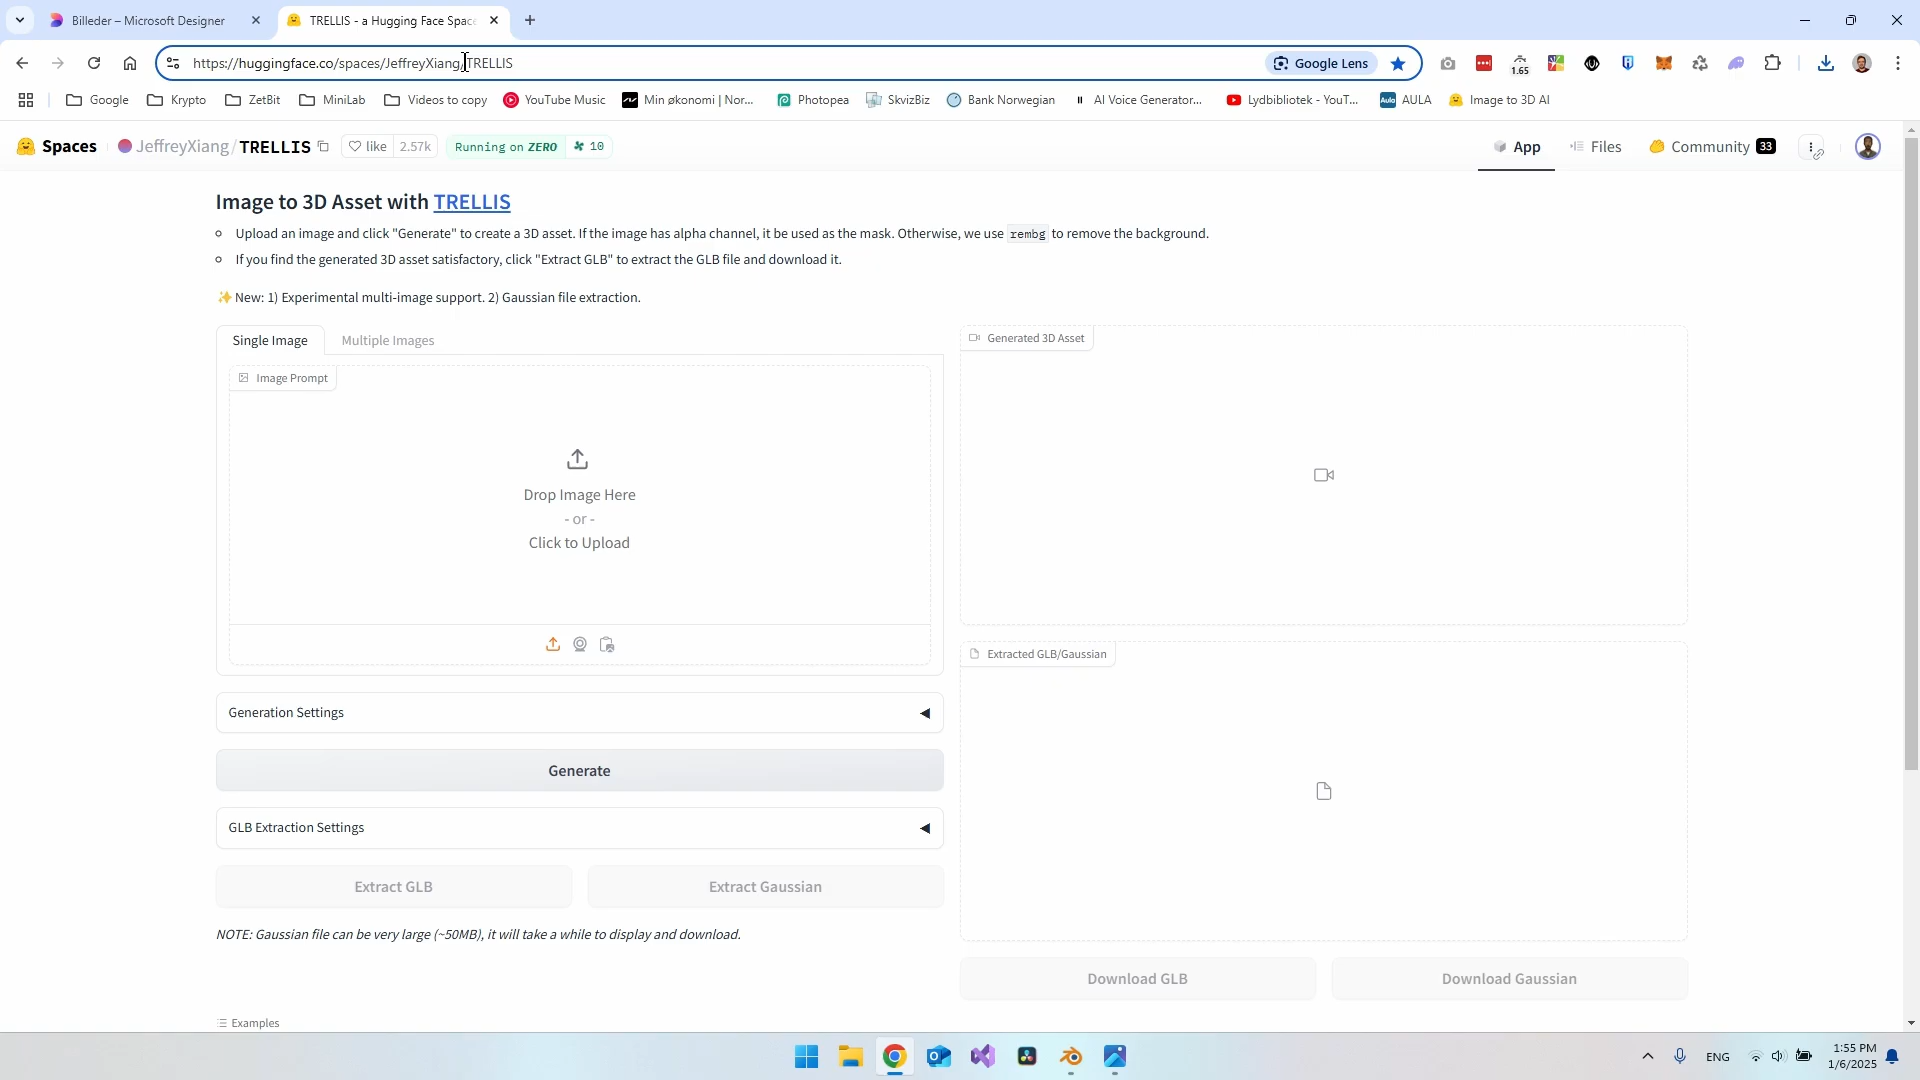 Billeder – Microsoft Designer
TRELLIS - a Hugging Face Space
https://huggingface.co/spaces/JeffreyXiang/TRELLIS
Google Lens
1.65
Google
Krypto
ZetBit
MiniLab
Videos to copy
YouTube Music
Min økonomi | Nor...
Photopea
SkvizBiz
Bank Norwegian
AI Voice Generator...
Lydbibliotek - YouT...
AULA
Image to 3D AI
Spaces
JeffreyXiang/TRELLIS
like
2.57k
Running on ZERO
10
App
Files
Community 33
Image to 3D Asset with TRELLIS
Upload an image and click "Generate" to create a 3D asset. If the image has alpha channel, it be used as the mask. Otherwise, we use rembg to remove the background.
If you find the generated 3D asset satisfactory, click "Extract GLB" to extract the GLB file and download it.
✨New: 1) Experimental multi-image support. 2) Gaussian file extraction.
Single Image
Multiple Images
Image Prompt
Drop Image Here
- or -
Click to Upload
Generated 3D Asset
Extracted GLB/Gaussian
Generation Settings
Generate
GLB Extraction Settings
Extract GLB
Extract Gaussian
NOTE: Gaussian file can be very large (~50MB), it will take a while to display and download.
Download GLB
Download Gaussian
Examples
ENG
1:55 PM
1/6/2025